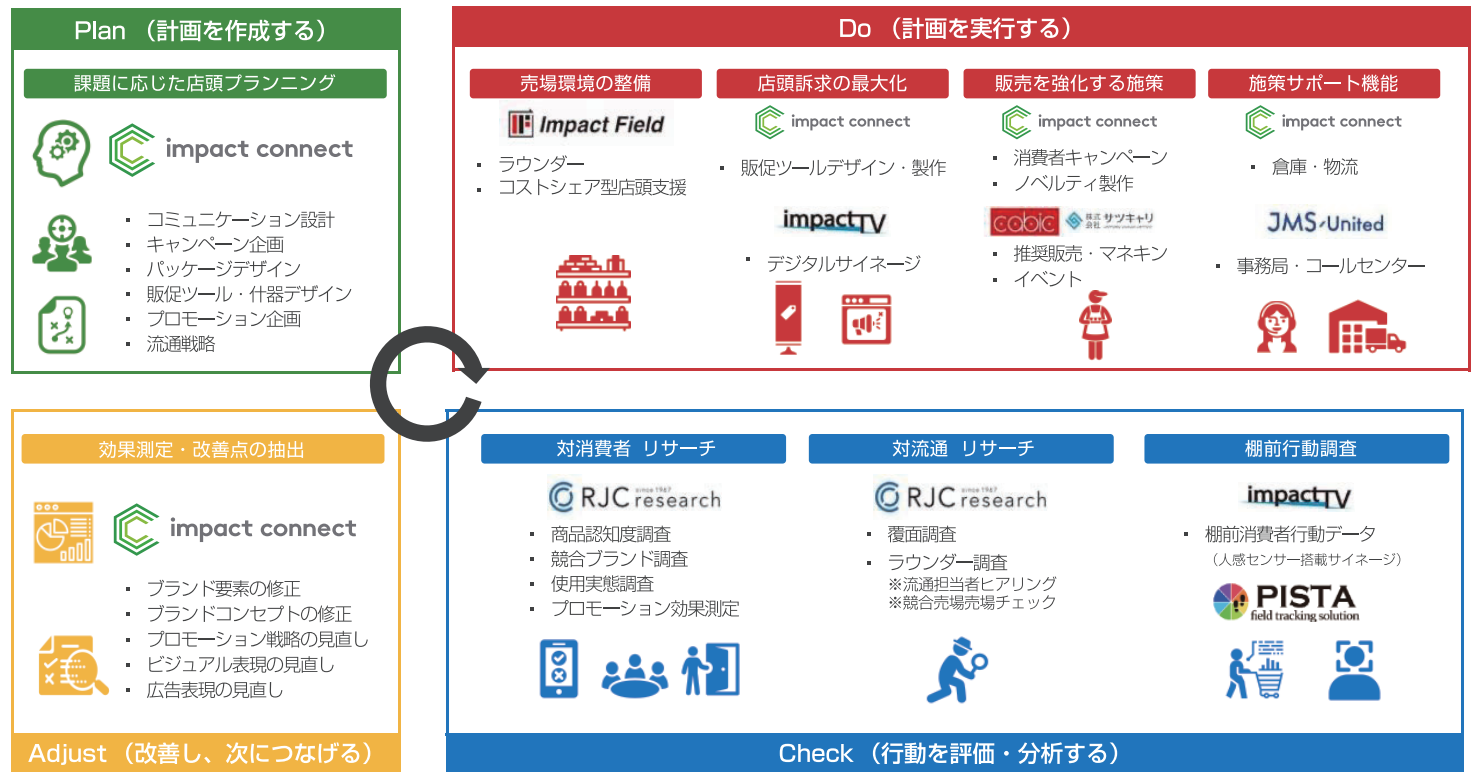 Plan（計画を作成する）
課題に応じた店頭プランニング
impact connect
▪ コミュニケーション設計
▪ キャンペーン企画
▪ パッケージデザイン
▪ 販促ツール・什器デザイン
▪ プロモーション企画
▪ 流通戦略
Do（計画を実行する）
売場環境の整備
Impact Field
▪ ラウンダー
▪ コストシェア型店頭支援
店頭訴求の最大化
impact connect
▪ 販促ツールデザイン・製作
impactTV
▪ デジタルサイネージ
販売を強化する施策
impact connect
▪ 消費者キャンペーン
▪ ノベルティ製作
cabic
株式会社 サツキャリ
▪ 推奨販売・マネキン
▪ イベント
施策サポート機能
impact connect
▪ 倉庫・物流
JMS-United
▪ 事務局・コールセンター
対消費者 リサーチ
RJC research
since 1967
▪ 商品認知度調査
▪ 競合ブランド調査
▪ 使用実態調査
▪ プロモーション効果測定
対流通 リサーチ
RJC research
since 1967
▪ 覆面調査
▪ ラウンダー調査
※流通担当者ヒアリング
※競合売場売場チェック
棚前行動調査
impactTV
▪ 棚前消費者行動データ
（人感センサー搭載サイネージ）
PISTA
field tracking solution
Check（行動を評価・分析する）
効果測定・改善点の抽出
impact connect
▪ ブランド要素の修正
▪ ブランドコンセプトの修正
▪ プロモーション戦略の見直し
▪ ビジュアル表現の見直し
▪ 広告表現の見直し
Adjust（改善し、次につなげる）